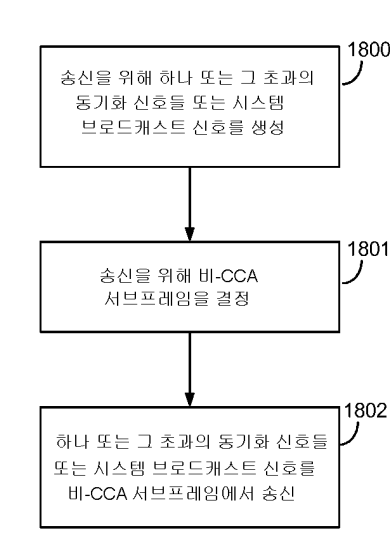 1800
송신을 위해 하나 또는 그 초과의
동기화 신호들 또는 시스템
브로드캐스트 신호를 생성
1801
송신을 위해 비-CCA
서브프레임을 결정
1802
하나 또는 그 초과의 동기화 신호들
또는 시스템 브로드캐스트 신호를
비-CCA 서브프레임에서 송신